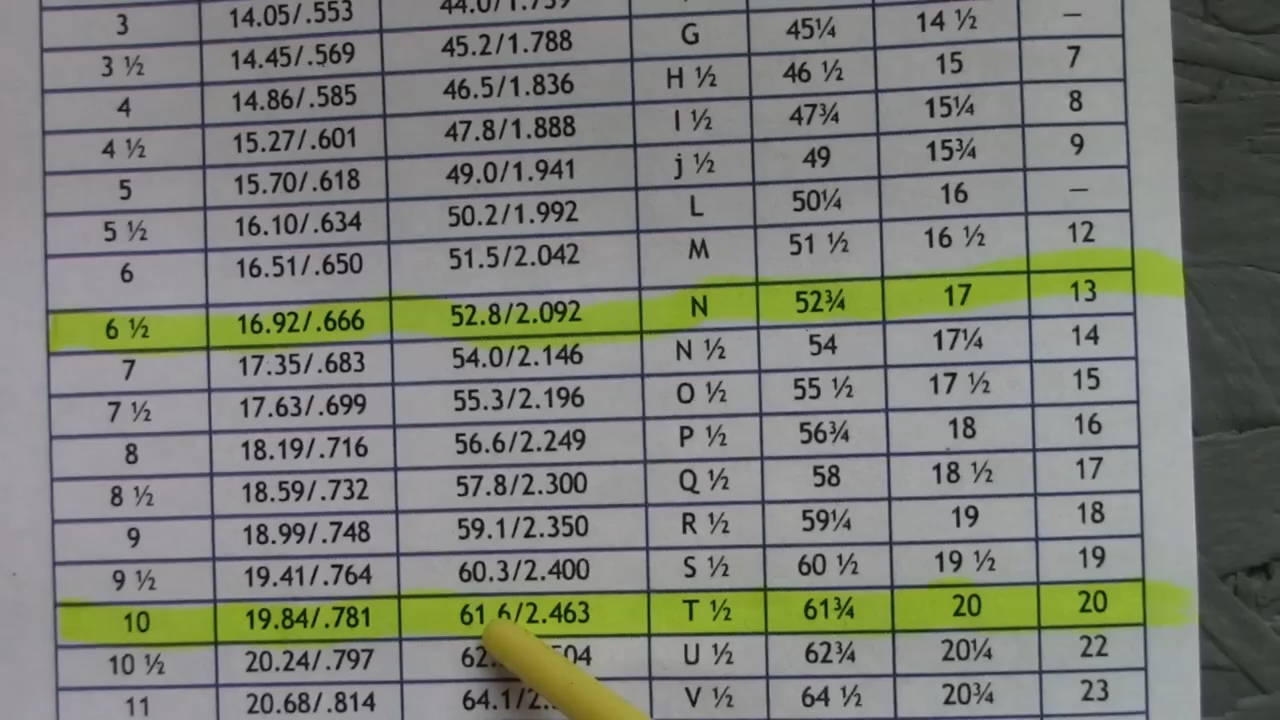 3 14.05/.553 44.0/1.739
3 ½ 14.45/.569 45.2/1.788 G 45¼ 14 ½ —
4 14.86/.585 46.5/1.836 H ½ 46 ½ 15 7
4 ½ 15.27/.601 47.8/1.888 I ½ 47¾ 15¼ 8
5 15.70/.618 49.0/1.941 j ½ 49 15¾ 9
5 ½ 16.10/.634 50.2/1.992 L 50¼ 16 —
6 16.51/.650 51.5/2.042 M 51 ½ 16 ½ 12
6 ½ 16.92/.666 52.8/2.092 N 52¾ 17 13
7 17.35/.683 54.0/2.146 N ½ 54 17¼ 14
7 ½ 17.63/.699 55.3/2.196 O ½ 55 ½ 17 ½ 15
8 18.19/.716 56.6/2.249 P ½ 56¾ 18 16
8 ½ 18.59/.732 57.8/2.300 Q ½ 58 18 ½ 17
9 18.99/.748 59.1/2.350 R ½ 59¼ 19 18
9 ½ 19.41/.764 60.3/2.400 S ½ 60 ½ 19 ½ 19
10 19.84/.781 61.6/2.463 T ½ 61¾ 20 20
10 ½ 20.24/.797 U ½ 62¾ 20¼ 22
11 20.68/.814 V ½ 64 ½ 20¾ 23